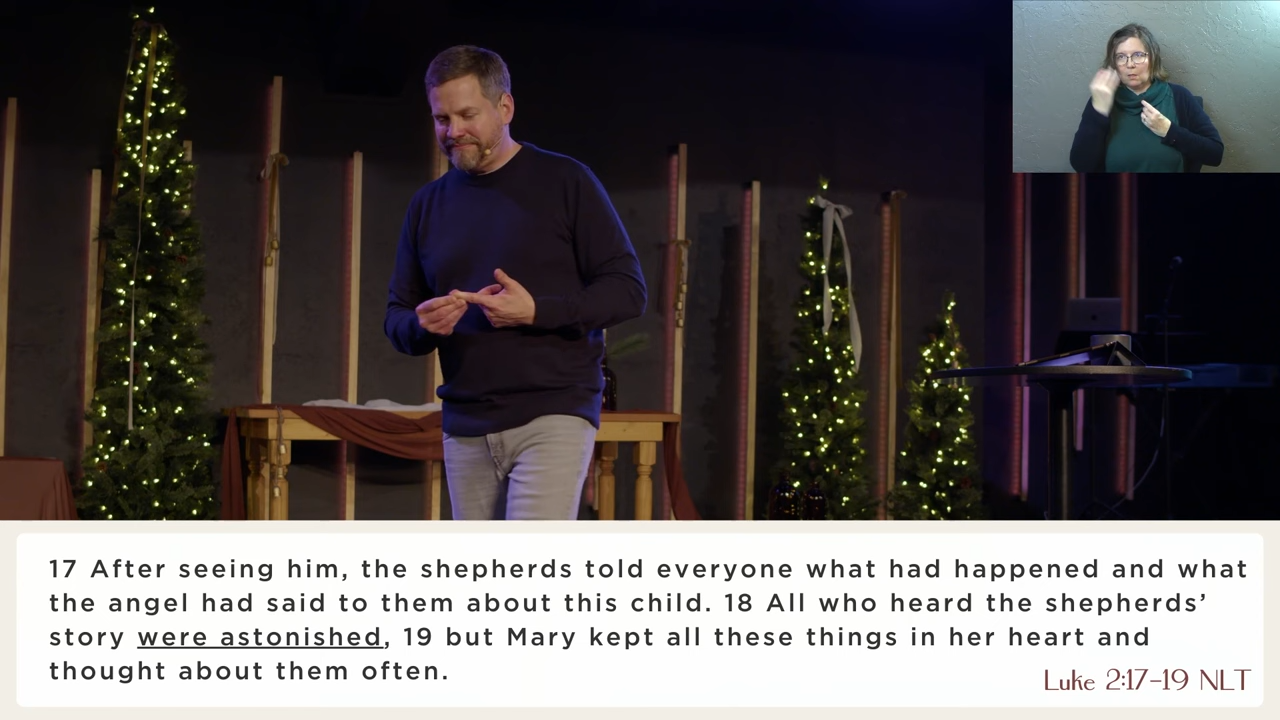 17 After seeing him, the shepherds told everyone what had happened and what
the angel had said to them about this child. 18 All who heard the shepherds’
story were astonished, 19 but Mary kept all these things in her heart and
thought about them often.
Luke 2:17-19 NLT